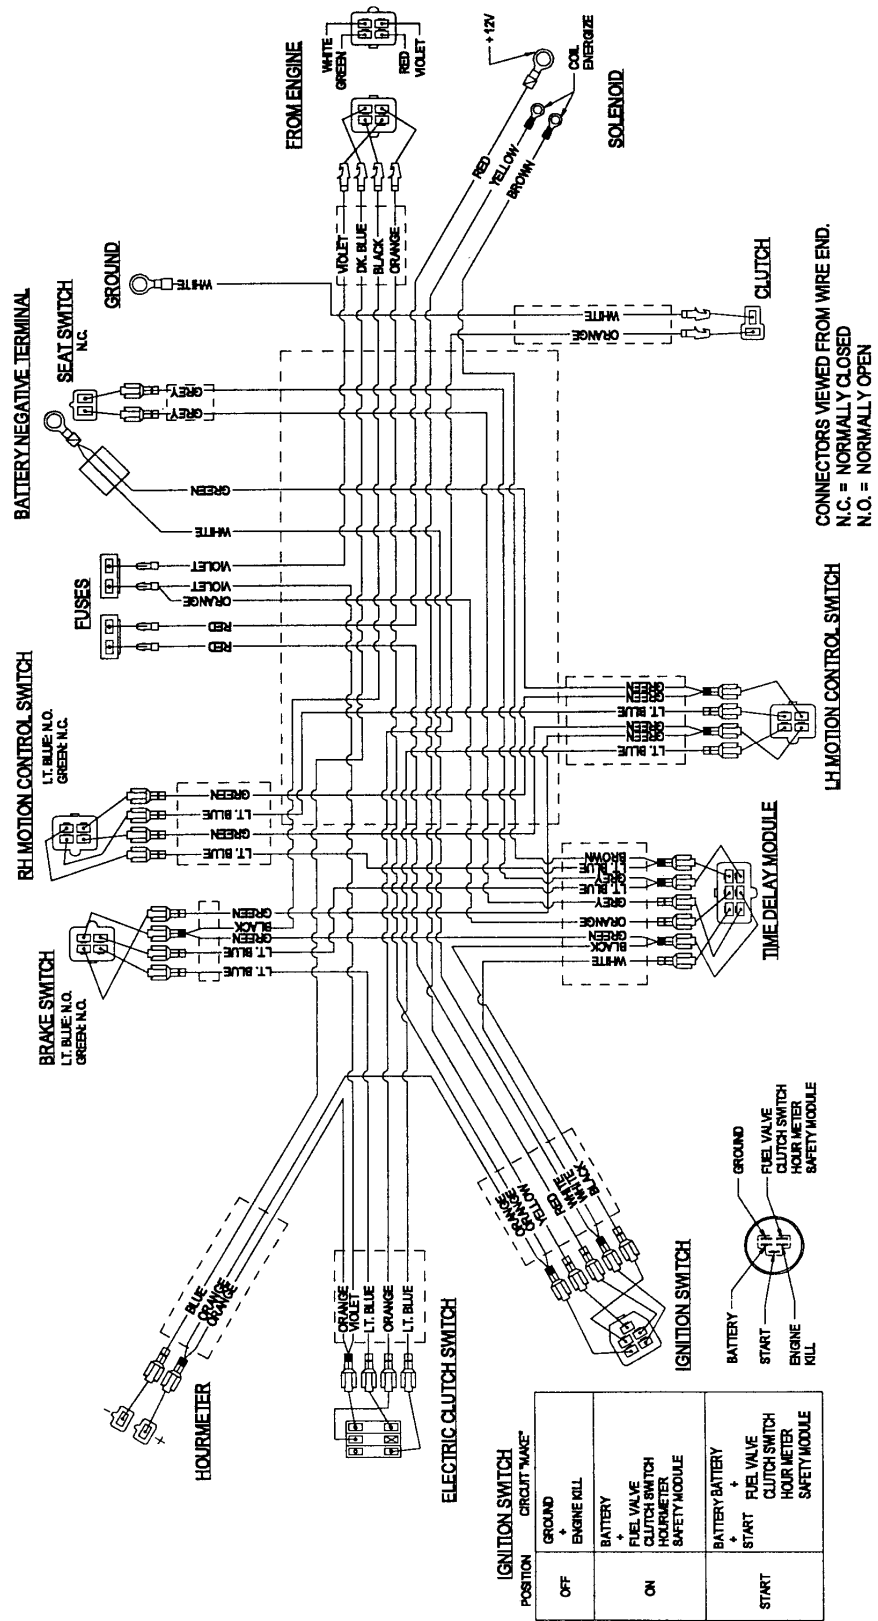 BATTERY NEGATIVE TERMINAL
SEAT SWITCH
N.C.
GROUND
FROM ENGINE
WHITE
GREEN
RED
VIOLET
+12V
COIL
ENERGIZE
SOLENOID
RED
YELLOW
BROWN
VIOLET
DK. BLUE
BLACK
ORANGE
WHITE
GREY
GREY
GREEN
WHITE
WHITE
ORANGE
CLUTCH
FUSES
VIOLET
VIOLET
ORANGE
RED
RED
RH MOTION CONTROL SWITCH
LT. BLUE: N.O.
GREEN: N.C.
GREEN
LT. BLUE
GREEN
LT. BLUE
GREEN
GREEN
LT. BLUE
GREEN
GREEN
LT. BLUE
LH MOTION CONTROL SWITCH
CONNECTORS VIEWED FROM WIRE END.
N.C. = NORMALLY CLOSED
N.O. = NORMALLY OPEN
BRAKE SWITCH
LT. BLUE: N.O.
GREEN: N.O.
GREEN
BLACK
GREEN
LT. BLUE
LT. BLUE
BROWN
LT. BLUE
GREY
LT. BLUE
GREY
ORANGE
GREEN
BLACK
WHITE
TIME DELAY MODULE
HOURMETER
-
+
BLUE
ORANGE
ORANGE
ELECTRIC CLUTCH SWITCH
ORANGE
VIOLET
LT. BLUE
ORANGE
LT. BLUE
ORANGE
ORANGE
YELLOW
RED
WHITE
WHITE
BLACK
IGNITION SWITCH
GROUND
FUEL VALVE
CLUTCH SWITCH
HOUR METER
SAFETY MODULE
BATTERY
START
ENGINE
KILL
IGNITION SWITCH
POSITION CIRCUIT "MAKE"
OFF
GROUND
+
ENGINE KILL
ON
BATTERY
+
FUEL VALVE
CLUTCH SWITCH
HOURMETER
SAFETY MODULE
START
BATTERY BATTERY
+ +
START FUEL VALVE
CLUTCH SWITCH
HOUR METER
SAFETY MODULE